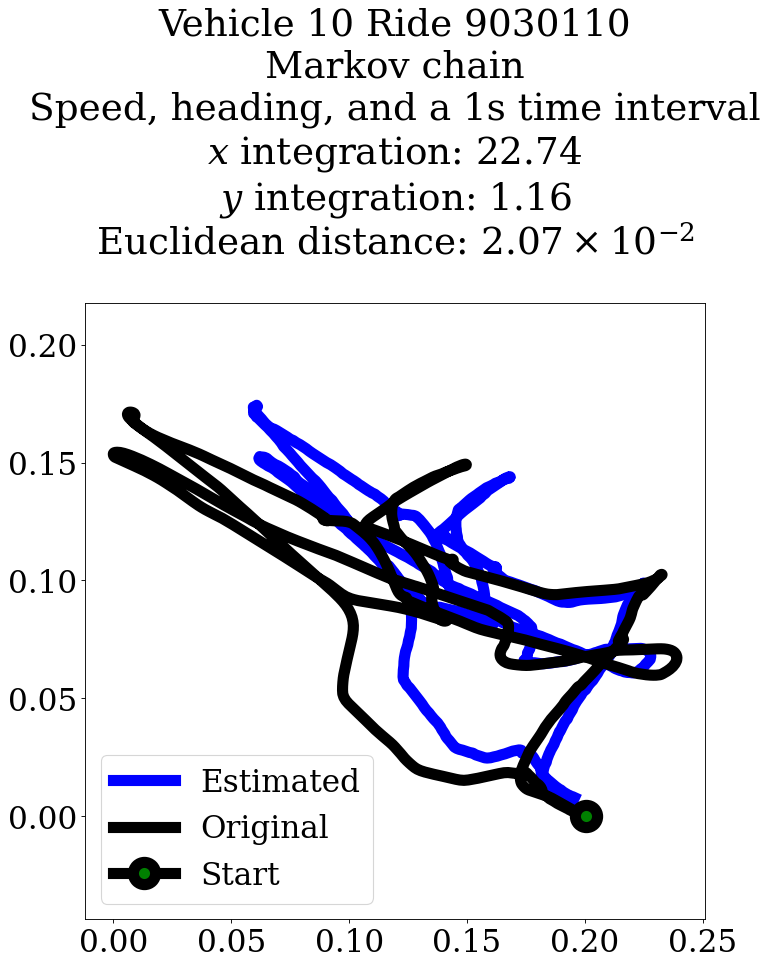 Vehicle 10 Ride 9030110
Markov chain
Speed, heading, and a 1s time interval
x integration: 22.74
y integration: 1.16
Euclidean distance: 2.07 × 10⁻²
0.20
0.15
0.10
0.05
0.00
Estimated
Original
Start
0.00 0.05 0.10 0.15 0.20 0.25